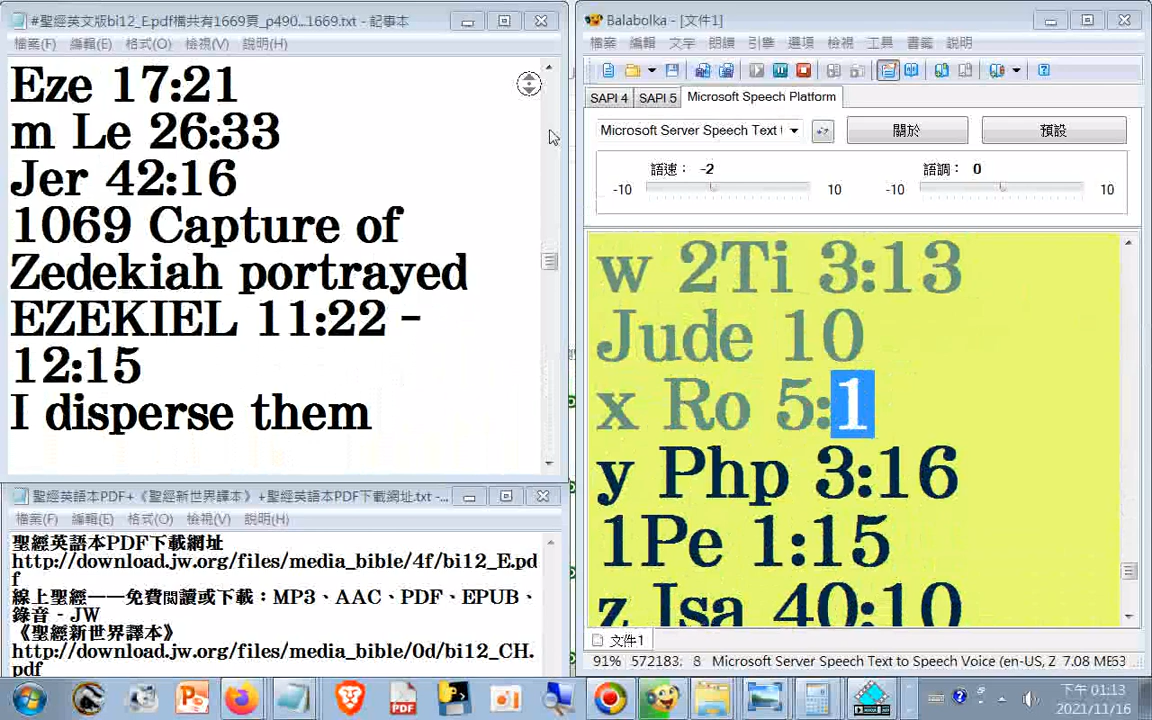 #聖經英文版bi12_E.pdf檔共有1669頁_p490...1669.txt - 記事本
檔案(F) 編輯(E) 格式(O) 檢視(V) 說明(H)
Eze 17:21
m Le 26:33
Jer 42:16
1069 Capture of
Zedekiah portrayed
EZEKIEL 11:22 –
12:15
I disperse them
聖經英語本PDF+《聖經新世界譯本》+聖經英語本PDF下載網址.txt - ...
檔案(F) 編輯(E) 格式(O) 檢視(V) 說明(H)
聖經英語本PDF下載網址
http://download.jw.org/files/media_bible/4f/bi12_E.pd
f
線上聖經——免費閱讀或下載：MP3、AAC、PDF、EPUB、
錄音 - JW
《聖經新世界譯本》
http://download.jw.org/files/media_bible/0d/bi12_CH.
pdf
Balabolka - [文件1]
檔案 編輯 文字 朗讀 引擎 選項 檢視 工具 書籤 說明
SAPI 4 SAPI 5 Microsoft Speech Platform
Microsoft Server Speech Text t 關於 預設
語速： -2 語調： 0
-10 10 -10 10
w 2Ti 3:13
Jude 10
x Ro 5:1
y Php 3:16
1Pe 1:15
z Isa 40:10
文件1
91% 572183; 8 Microsoft Server Speech Text to Speech Voice (en-US, Z 7.08 ME53
PDF
下午 01:13
2021/11/16